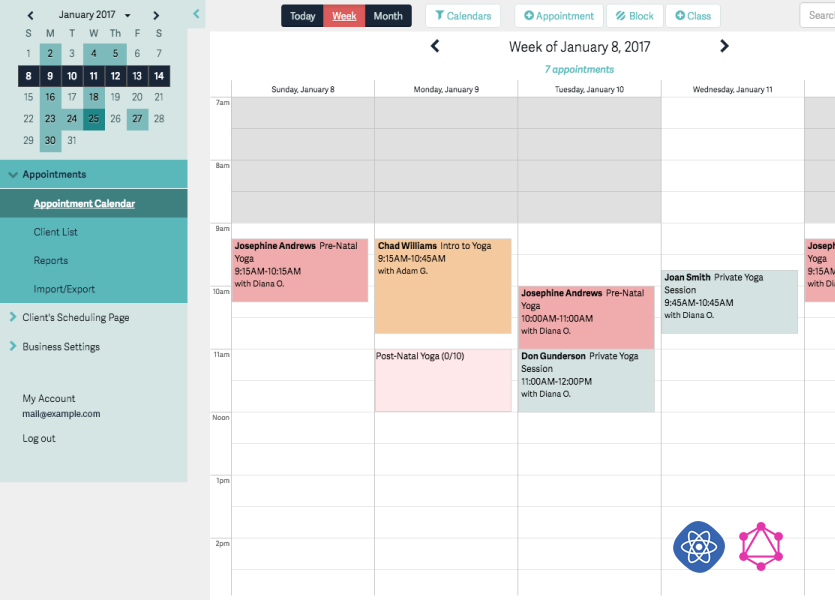 January 2017
S M T W Th F S
1 2 3 4 5 6 7
8 9 10 11 12 13 14
15 16 17 18 19 20 21
22 23 24 25 26 27 28
29 30 31
Appointments
Appointment Calendar
Client List
Reports
Import/Export
Client's Scheduling Page
Business Settings
My Account
mail@example.com
Log out
Today Week Month Calendars Appointment Block Class
Week of January 8, 2017
7 appointments
Sunday, January 8 Monday, January 9 Tuesday, January 10 Wednesday, January 11
7am
8am
9am
10am
11am
Noon
1pm
2pm
Josephine Andrews Pre-Natal
Yoga
9:15AM-10:15AM
with Diana O.
Chad Williams Intro to Yoga
9:15AM-10:45AM
with Adam G.
Post-Natal Yoga (0/10)
Josephine Andrews Pre-Natal
Yoga
10:00AM-11:00AM
with Diana O.
Don Gunderson Private Yoga
Session
11:00AM-12:00PM
with Diana O.
Joan Smith Private Yoga
Session
9:45AM-10:45AM
with Diana O.
Yoga